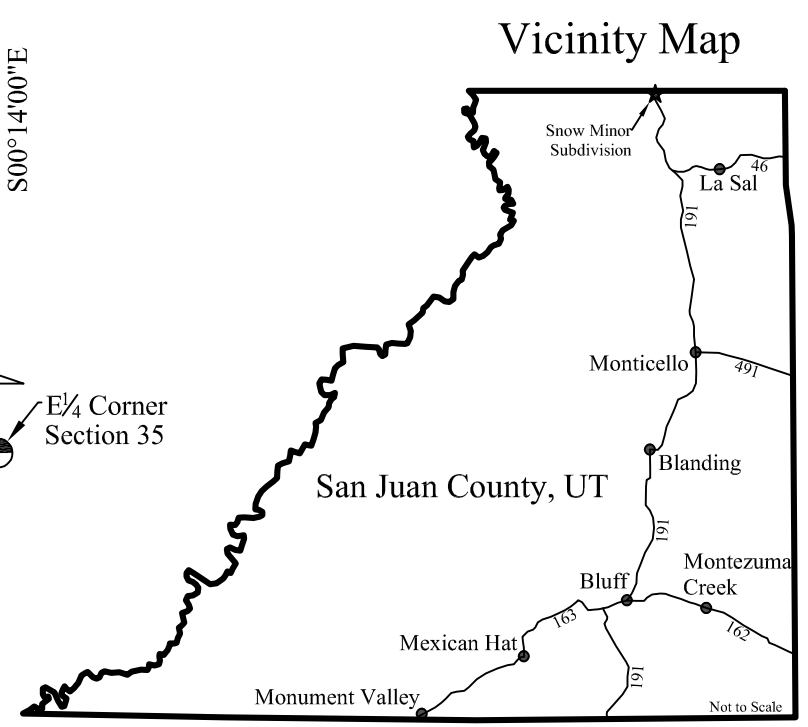 Vicinity Map
S00°14'00"E
Snow Minor
Subdivision
46
La Sal
191
Monticello
491
E¼ Corner
Section 35
Blanding
San Juan County, UT
191
Montezuma
Creek
Bluff
163
162
Mexican Hat
191
Monument Valley
Not to Scale